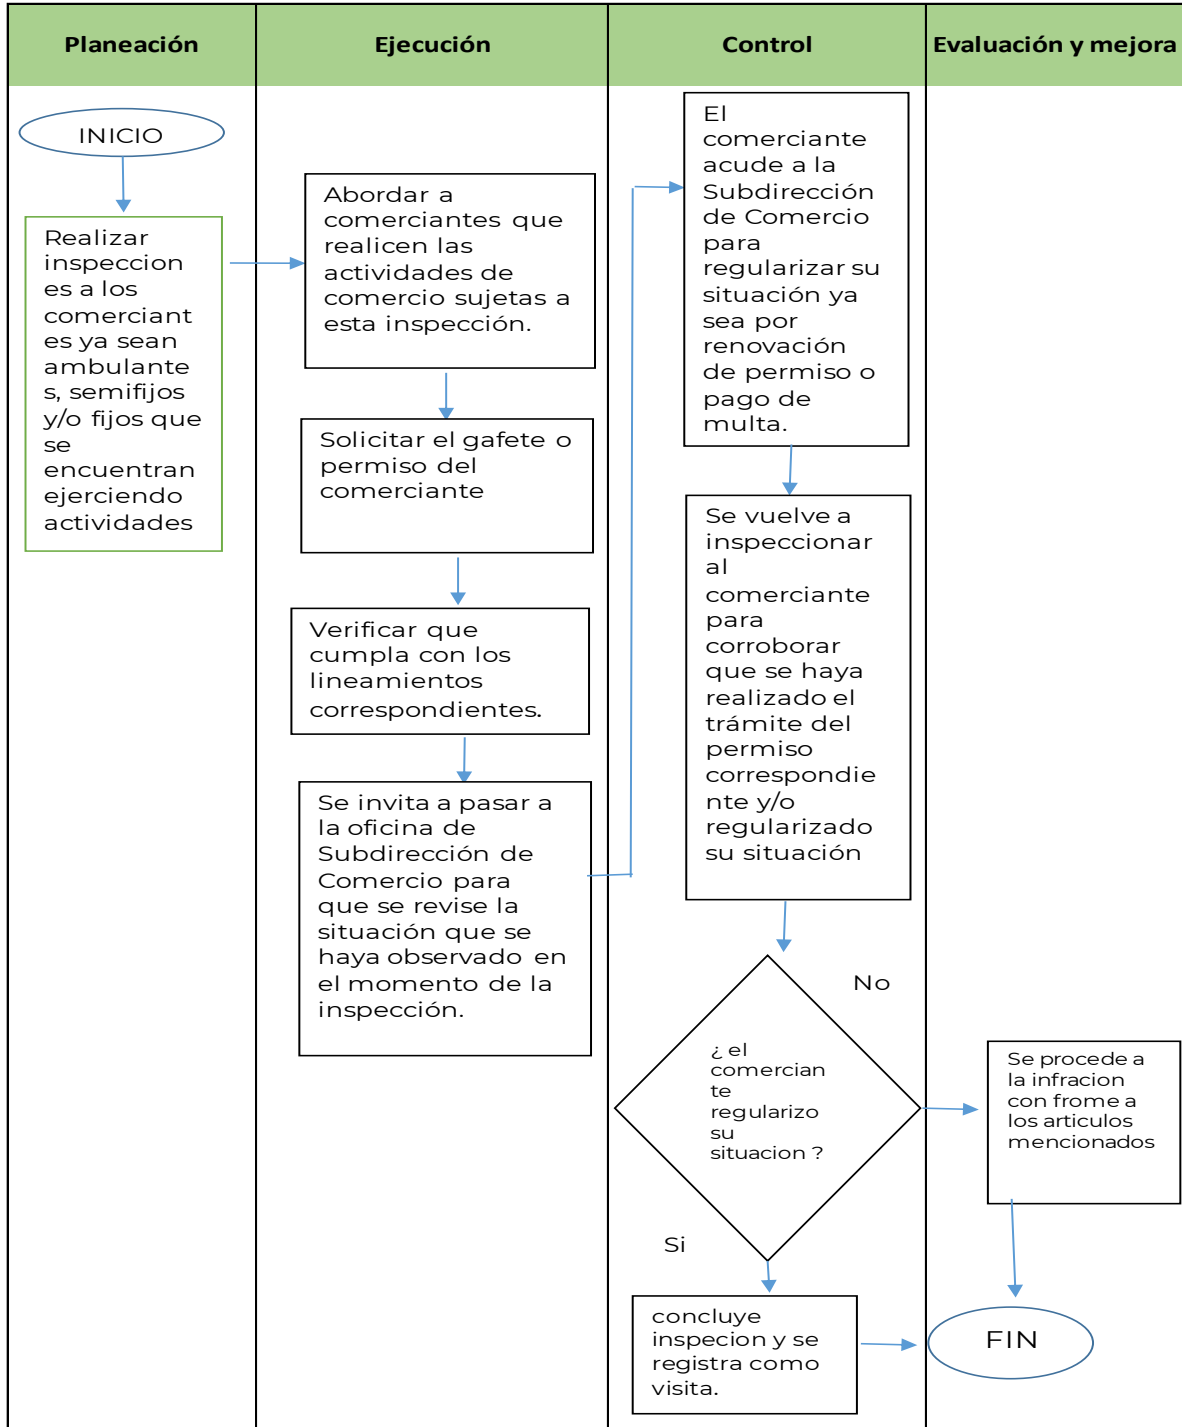 Planeación
Ejecución
Control
Evaluación y mejora
INICIO
Realizar
inspeccion
es a los
comerciant
es ya sean
ambulante
s, semifijos
y/o fijos que
se
encuentran
ejerciendo
actividades
Abordar a
comerciantes que
realicen las
actividades de
comercio sujetas a
esta inspección.
Solicitar el gafete o
permiso del
comerciante
Verificar que
cumpla con los
lineamientos
correspondientes.
Se invita a pasar a
la oficina de
Subdirección de
Comercio para
que se revise la
situación que se
haya observado en
el momento de la
inspección.
El
comerciante
acude a la
Subdirección
de Comercio
para
regularizar su
situación ya
sea por
renovación
de permiso o
pago de
multa.
Se vuelve a
inspeccionar
al
comerciante
para
corroborar
que se haya
realizado el
trámite del
permiso
correspondie
nte y/o
regularizado
su situación
No
¿ el
comercian
te
regularizo
su
situacion ?
Si
concluye
inspecion y se
registra como
visita.
Se procede a
la infracion
con frome a
los articulos
mencionados
FIN